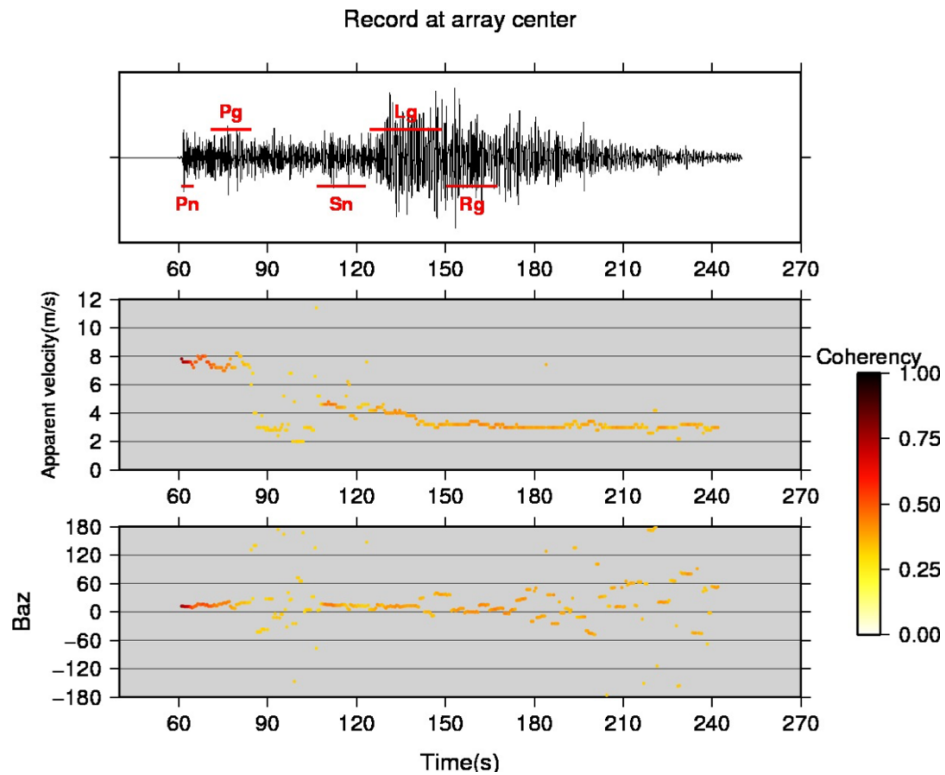 Record at array center
Pg
Lg
Pn
Sn
Rg
60 90 120 150 180 210 240 270
Apparent velocity(m/s)
12
10
8
6
4
2
0
60 90 120 150 180 210 240 270
Coherency
1.00
0.75
0.50
0.25
0.00
Baz
180
120
60
0
−60
−120
−180
60 90 120 150 180 210 240 270
Time(s)